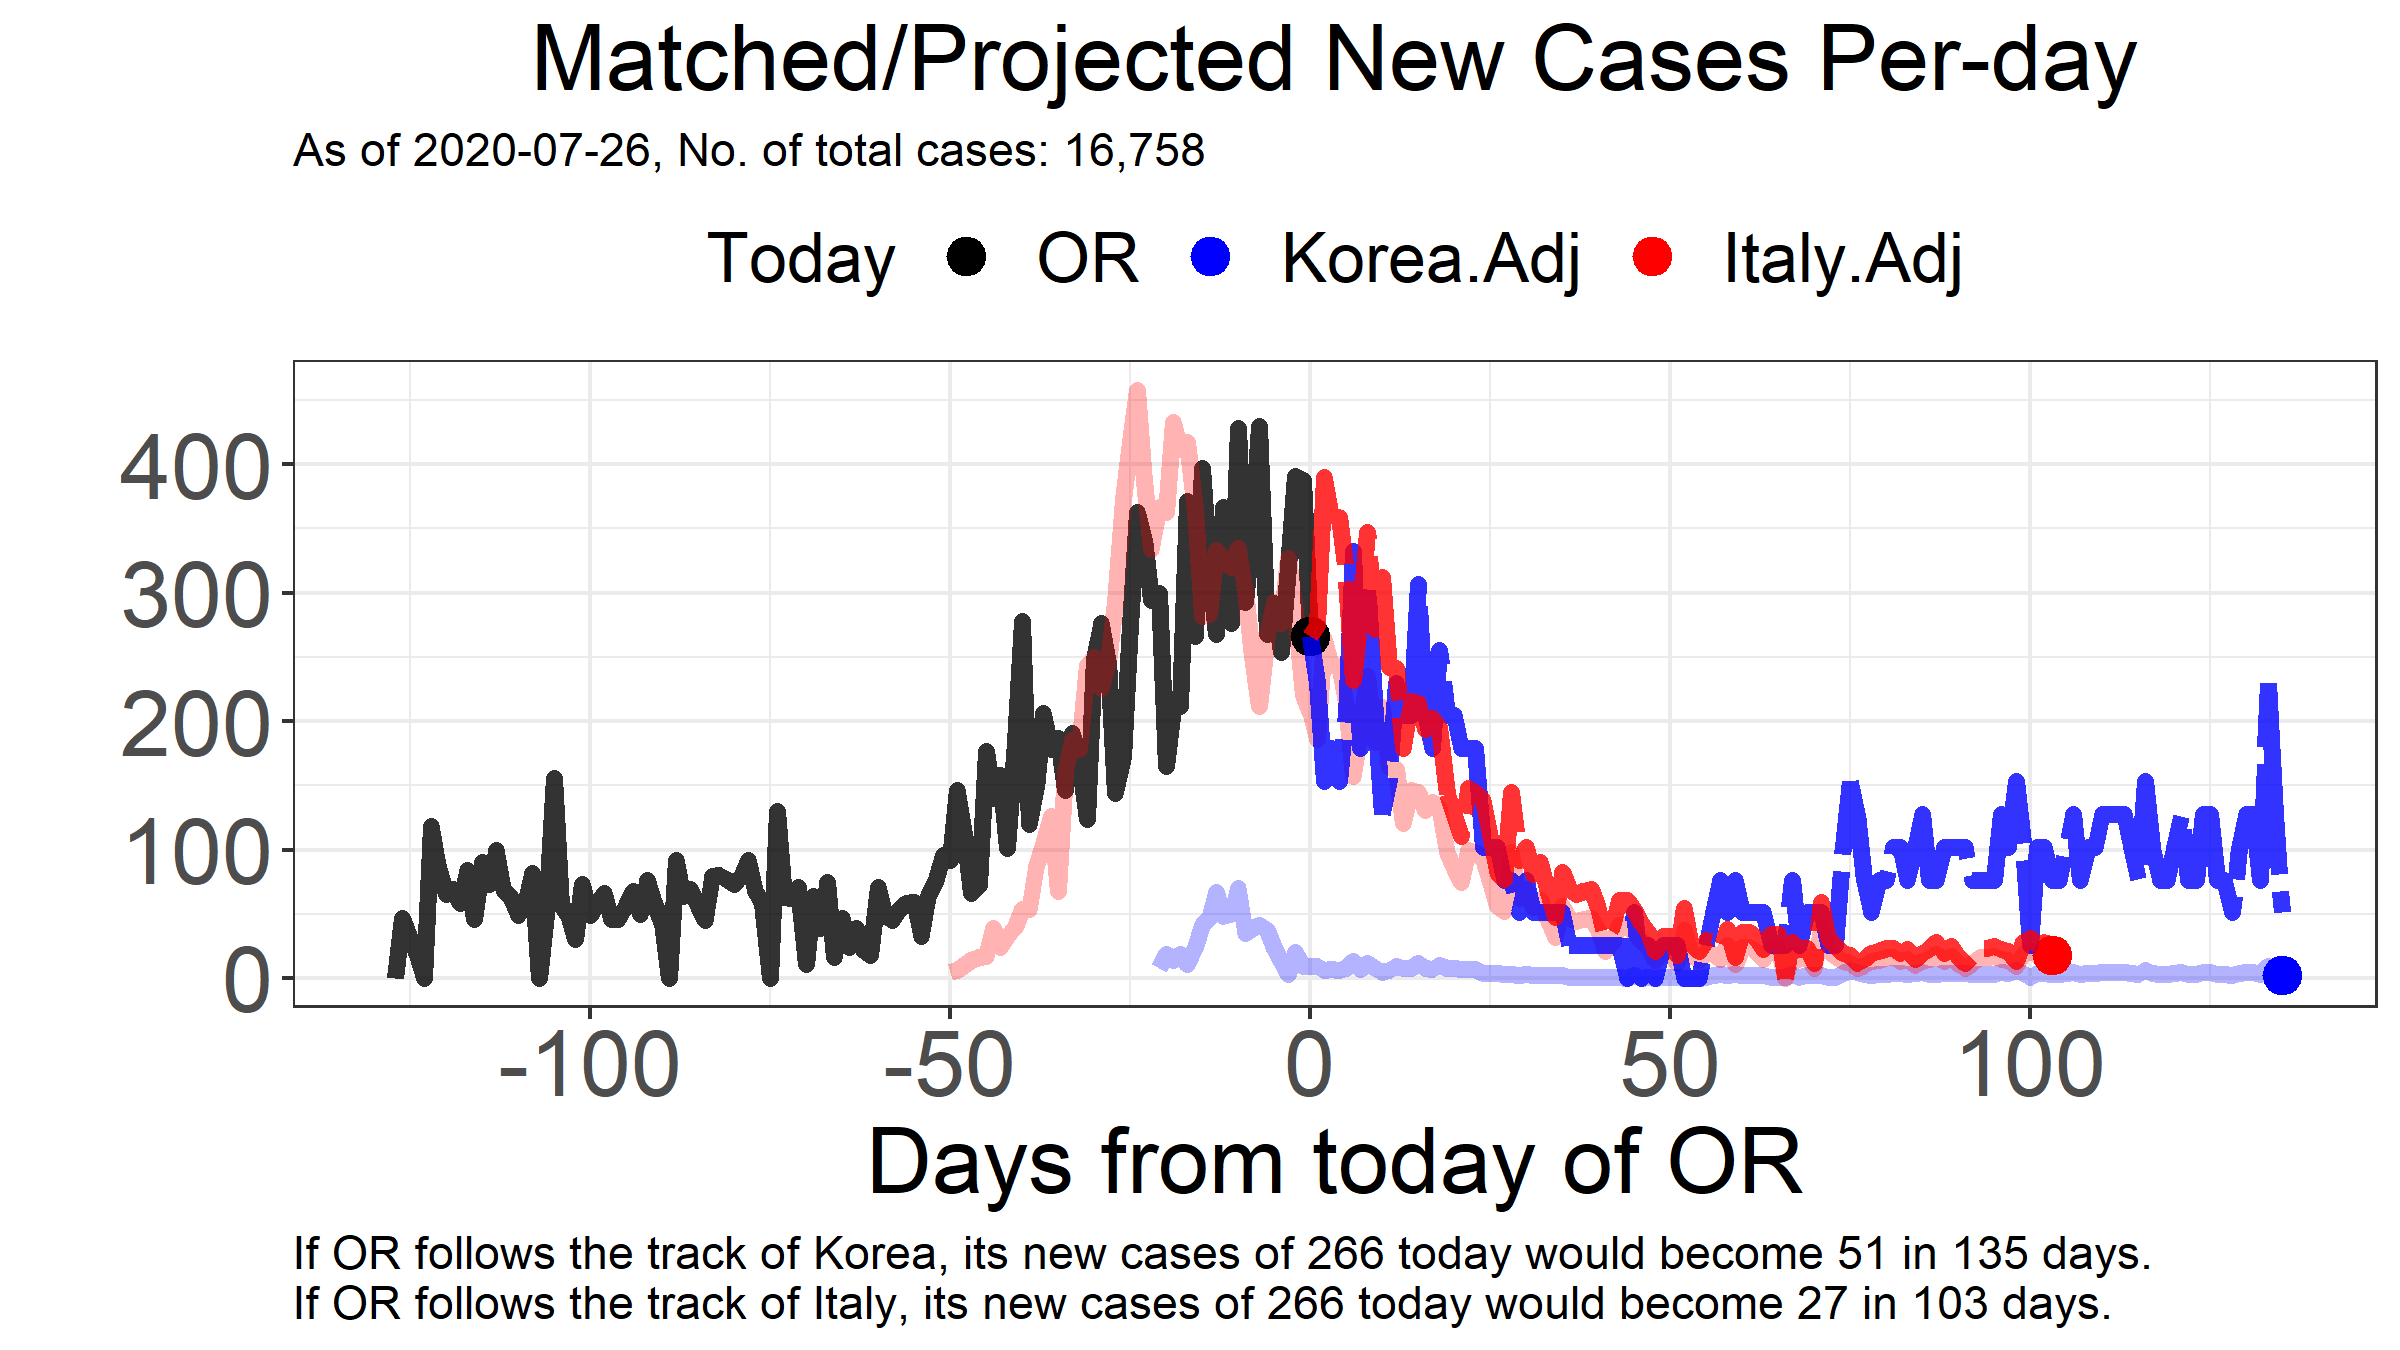 Matched/Projected New Cases Per-day
As of 2020-07-26, No. of total cases: 16,758
Today OR Korea.Adj Italy.Adj
400
300
200
100
0
-100 -50 0 50 100
Days from today of OR
If OR follows the track of Korea, its new cases of 266 today would become 51 in 135 days.
If OR follows the track of Italy, its new cases of 266 today would become 27 in 103 days.